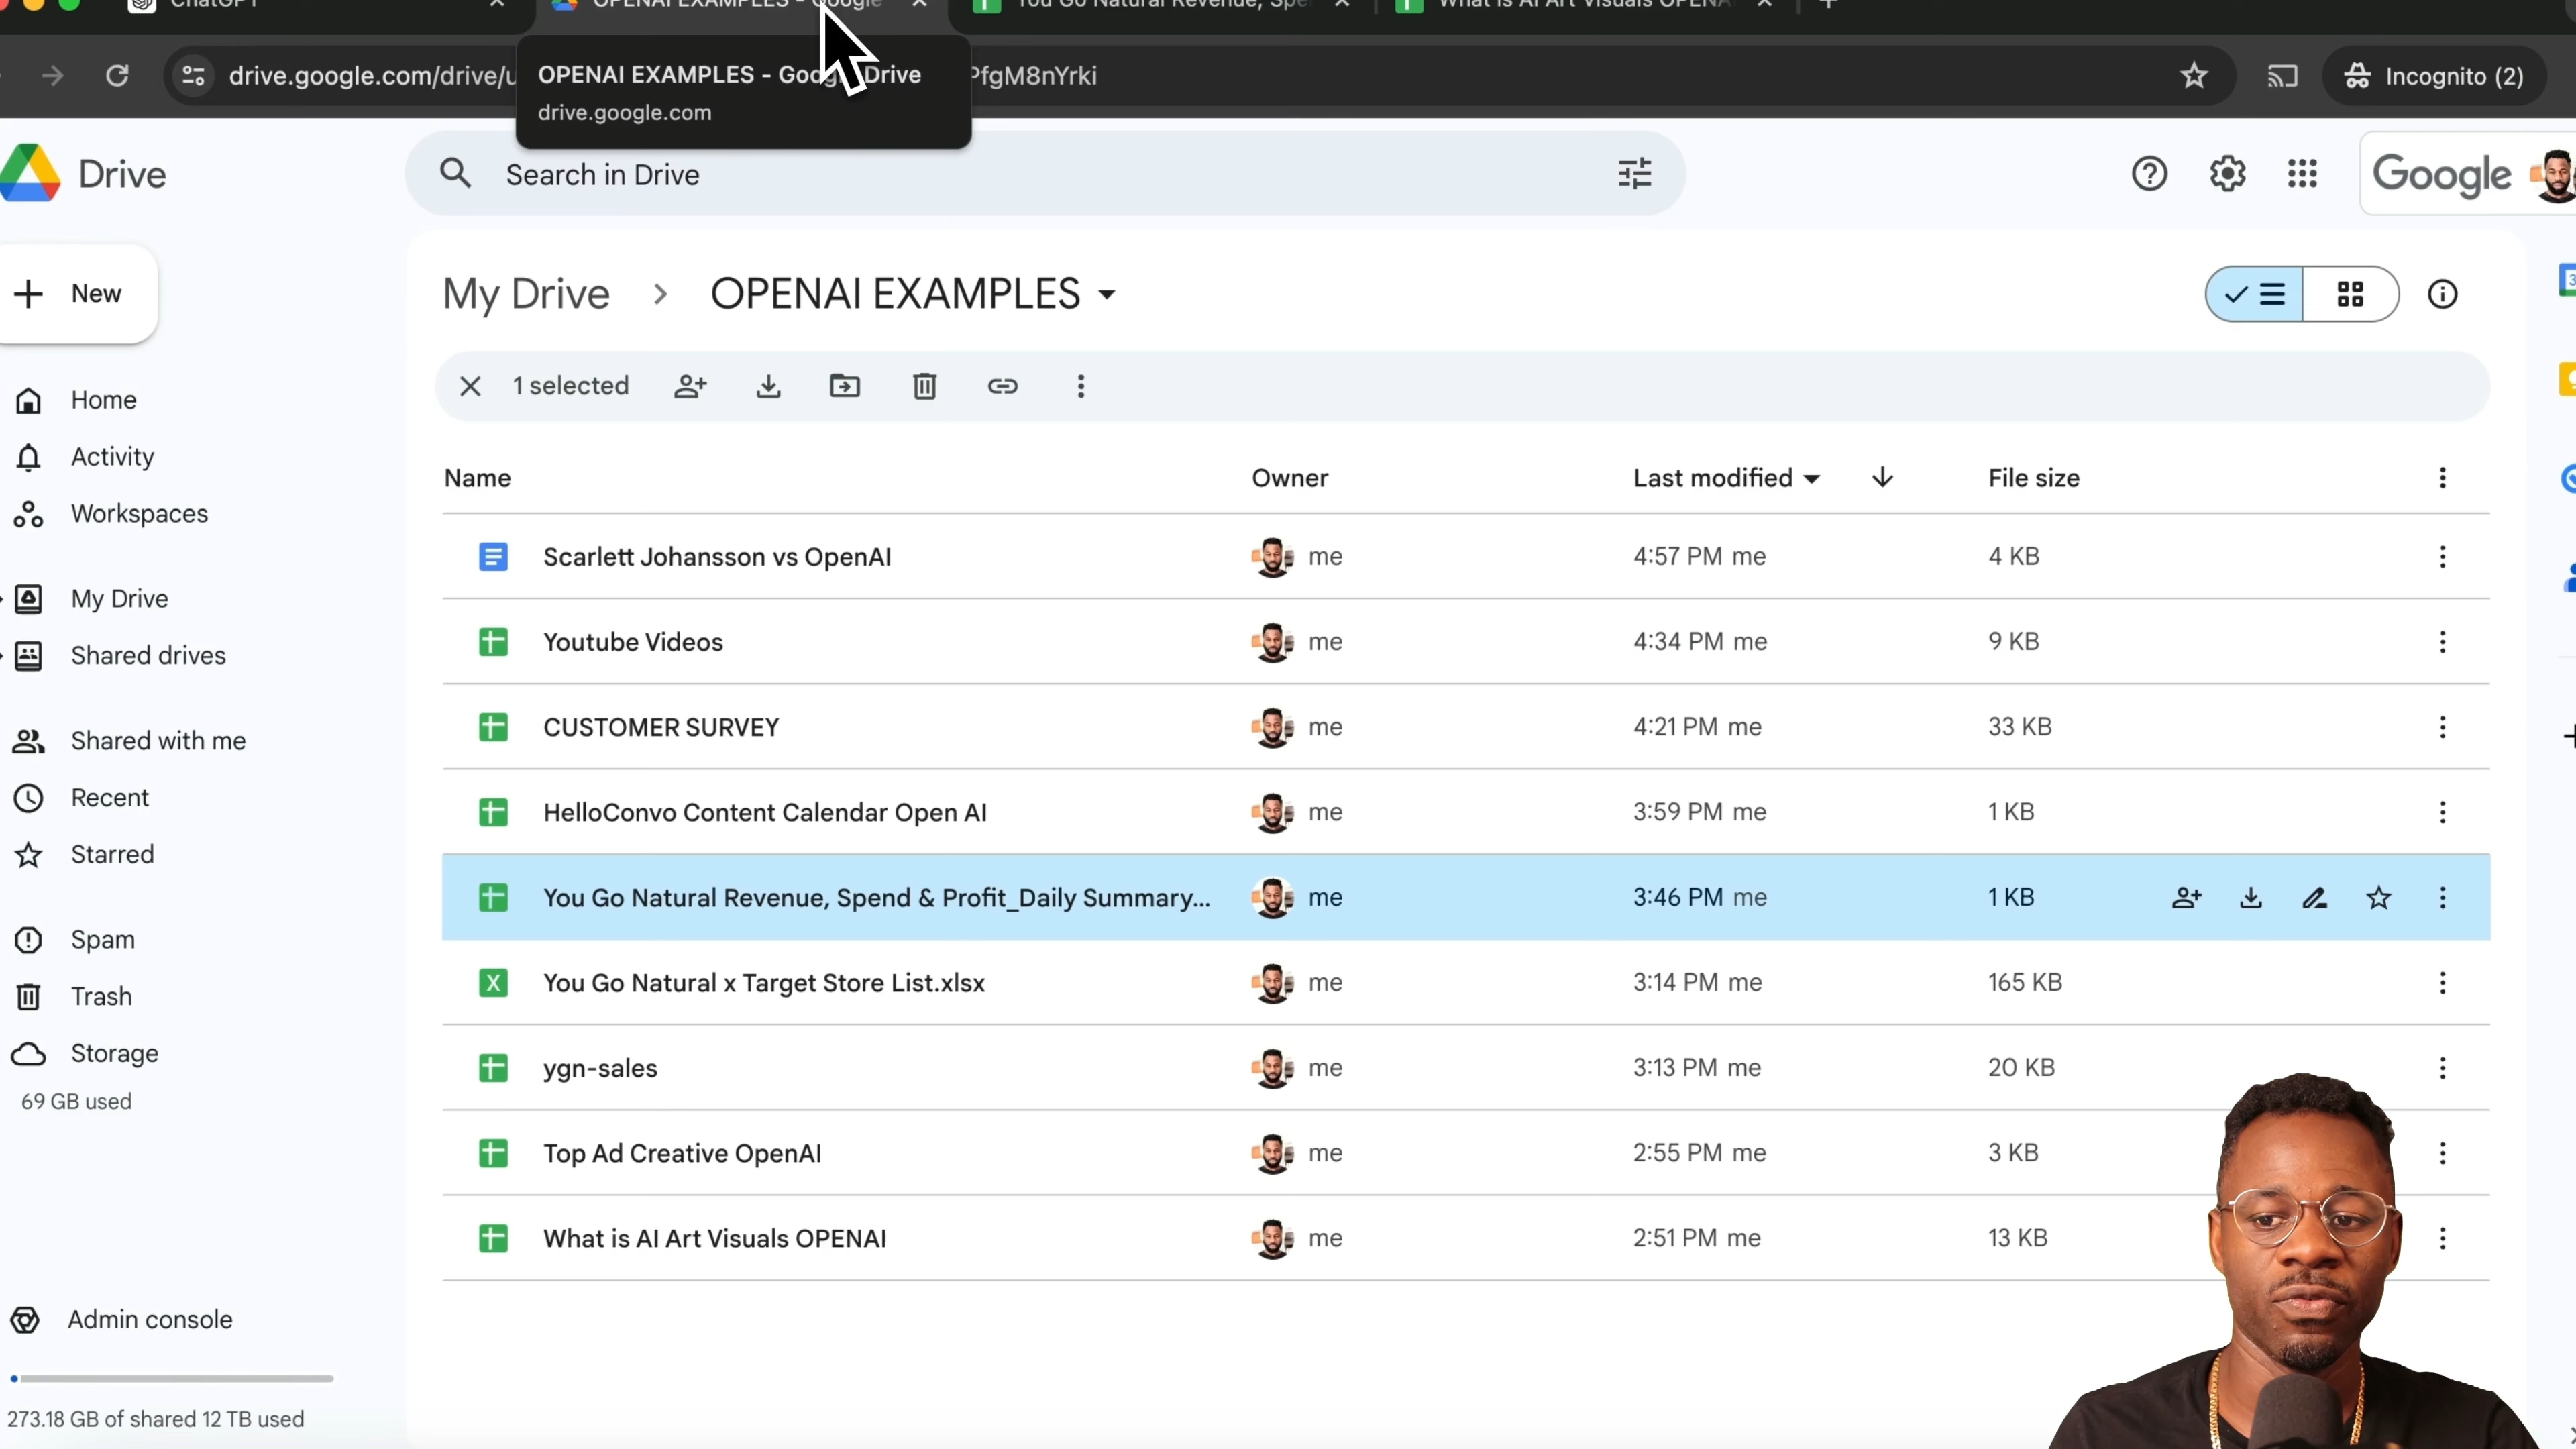 ChatGPT
OPENAI EXAMPLES - Google
You Go Natural Revenue, Spe
What is AI Art Visuals OPENA
drive.google.com/drive/u
PfgM8nYrki
Incognito (2)
OPENAI EXAMPLES - Google Drive
drive.google.com
Drive
Search in Drive
Google
New
My Drive
OPENAI EXAMPLES
1 selected
Home
Activity
Workspaces
My Drive
Shared drives
Shared with me
Recent
Starred
Spam
Trash
Storage
69 GB used
Admin console
273.18 GB of shared 12 TB used
Name Owner Last modified File size
Scarlett Johansson vs OpenAI me 4:57 PM me 4 KB
Youtube Videos me 4:34 PM me 9 KB
CUSTOMER SURVEY me 4:21 PM me 33 KB
HelloConvo Content Calendar Open AI me 3:59 PM me 1 KB
You Go Natural Revenue, Spend & Profit_Daily Summary... me 3:46 PM me 1 KB
X You Go Natural x Target Store List.xlsx me 3:14 PM me 165 KB
ygn-sales me 3:13 PM me 20 KB
Top Ad Creative OpenAI me 2:55 PM me 3 KB
What is AI Art Visuals OPENAI me 2:51 PM me 13 KB